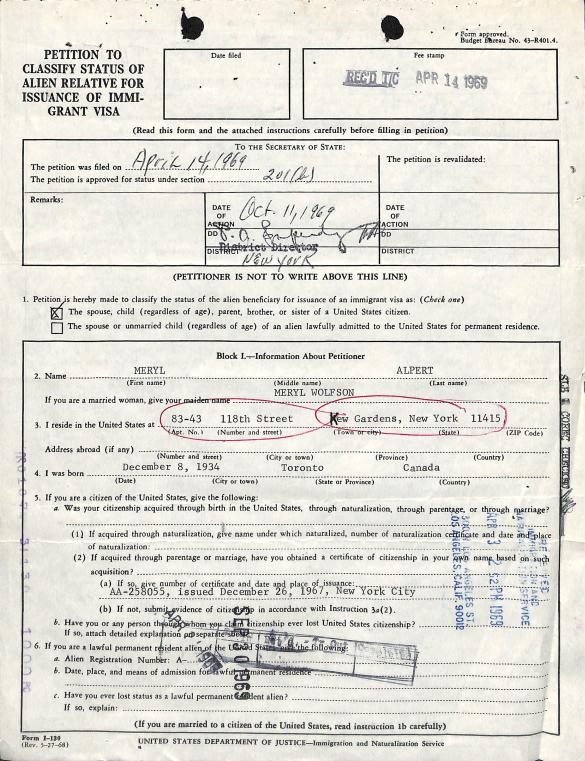 Form approved.
Budget Bureau No. 43-R401.4.
PETITION TO
CLASSIFY STATUS OF
ALIEN RELATIVE FOR
ISSUANCE OF IMMI-
GRANT VISA
Date filed
Fee stamp
REC'D T/C APR 14 1969
(Read this form and the attached instructions carefully before filling in petition)
TO THE SECRETARY OF STATE:
The petition was filed on April 14, 1969
The petition is approved for status under section 201(b)
The petition is revalidated:
Remarks:
DATE OF ACTION Oct. 11, 1969
DATE OF ACTION
DD
DD
District Director
DISTRICT NEW YORK
DISTRICT
(PETITIONER IS NOT TO WRITE ABOVE THIS LINE)
1. Petition is hereby made to classify the status of the alien beneficiary for issuance of an immigrant visa as: (Check one)
X The spouse, child (regardless of age), parent, brother, or sister of a United States citizen.
The spouse or unmarried child (regardless of age) of an alien lawfully admitted to the United States for permanent residence.
Block I.—Information About Petitioner
2. Name MERYL ALPERT
(First name) (Middle name) (Last name)
If you are a married woman, give your maiden name MERYL WOLFSON
3. I reside in the United States at 83-43 118th Street Kew Gardens, New York 11415
(Apt. No.) (Number and street) (Town or city) (State) (ZIP Code)
Address abroad (if any)
(Number and street) (City or town) (Province) (Country)
4. I was born December 8, 1934 Toronto Canada
(Date) (City or town) (State or Province) (Country)
5. If you are a citizen of the United States, give the following:
a. Was your citizenship acquired through birth in the United States, through naturalization, through parentage, or through marriage?
(1) If acquired through naturalization, give name under which naturalized, number of naturalization certificate and date and place
of naturalization:
(2) If acquired through parentage or marriage, have you obtained a certificate of citizenship in your own name based on such
acquisition?
(a) If so, give number of certificate and date and place of issuance:
AA-258055, issued December 26, 1967, New York City
(b) If not, submit evidence of citizenship in accordance with Instruction 3a(2).
b. Have you or any person through whom you claim citizenship ever lost United States citizenship?
If so, attach detailed explanation on separate sheet.
6. If you are a lawful permanent resident alien of the United States give the following:
a. Alien Registration Number: A—
b. Date, place, and means of admission for lawful permanent residence
c. Have you ever lost status as a lawful permanent resident alien?
If so, explain:
(If you are married to a citizen of the United States, read instruction 1b carefully)
Form I-130
(Rev. 5-27-68)
UNITED STATES DEPARTMENT OF JUSTICE—Immigration and Naturalization Service
LOS ANGELES, CALIF. 90012